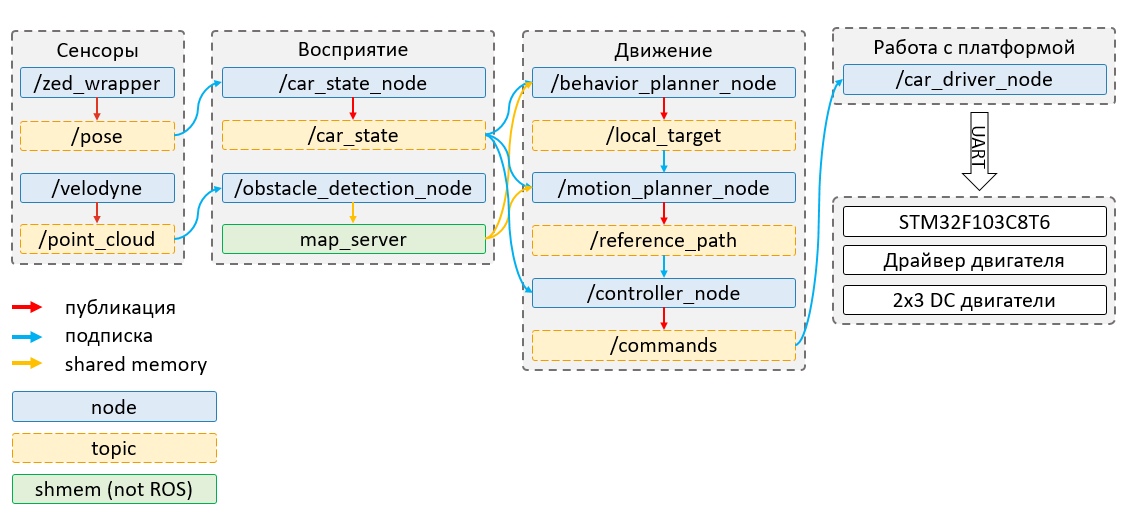 Сенсоры
/zed_wrapper
/pose
/velodyne
/point_cloud
Восприятие
/car_state_node
/car_state
/obstacle_detection_node
map_server
Движение
/behavior_planner_node
/local_target
/motion_planner_node
/reference_path
/controller_node
/commands
Работа с платформой
/car_driver_node
UART
STM32F103C8T6
Драйвер двигателя
2x3 DC двигатели
публикация
подписка
shared memory
node
topic
shmem (not ROS)